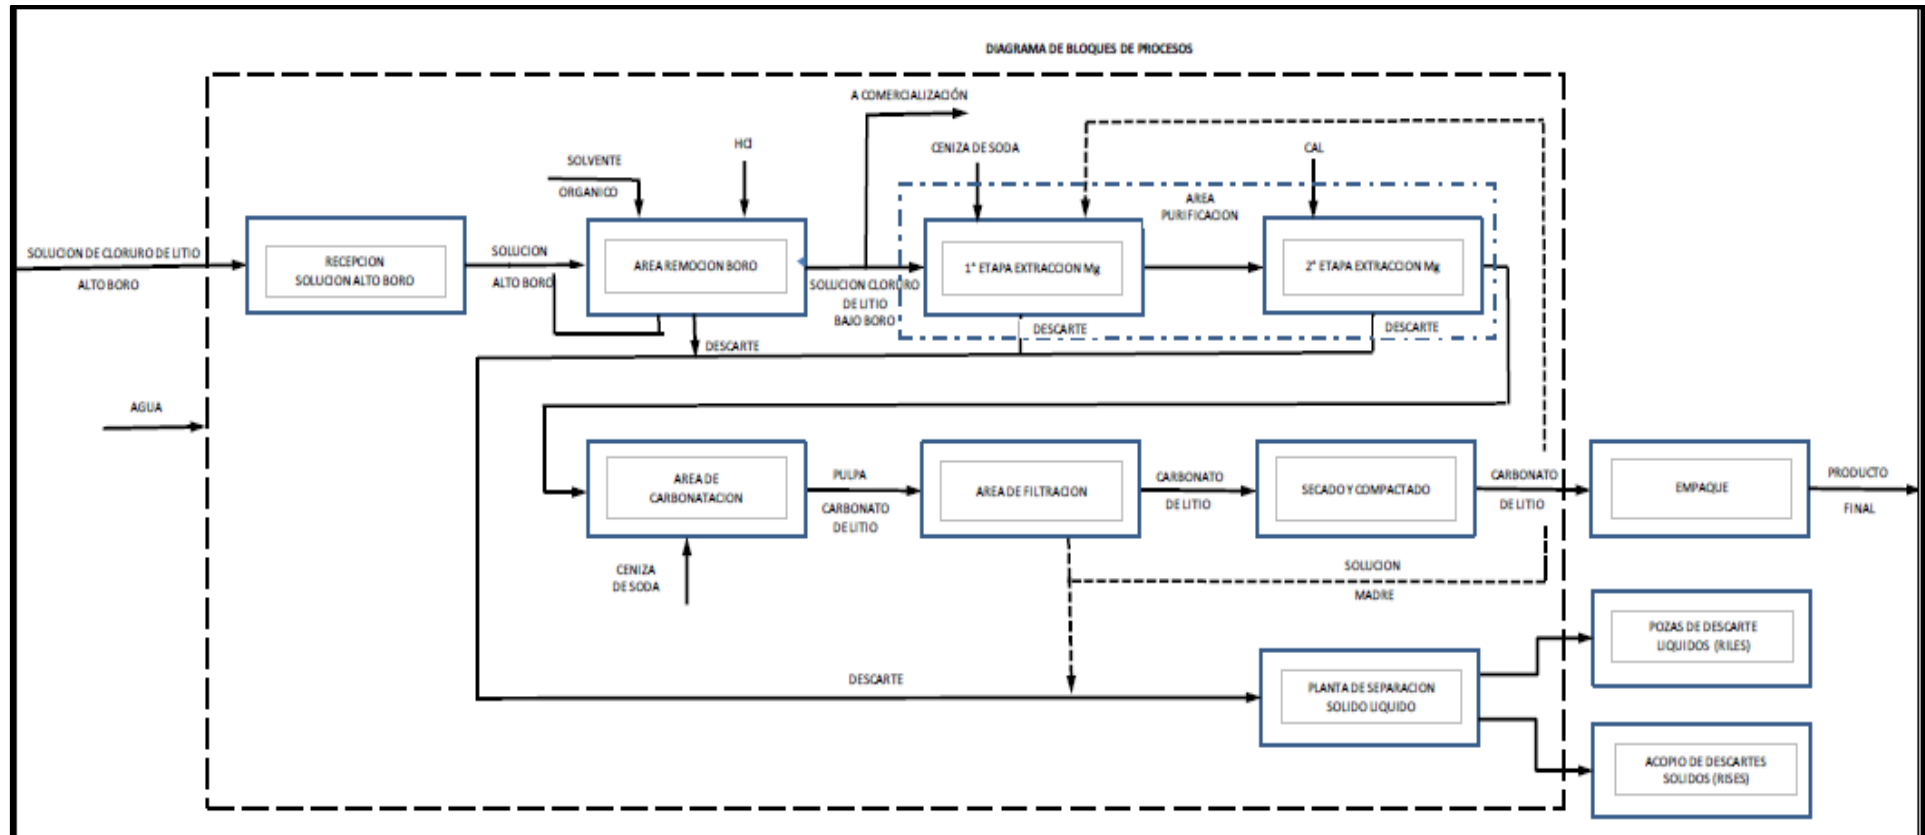 DIAGRAMA DE BLOQUES DE PROCESOS
A COMERCIALIZACIÓN
SOLVENTE
ORGANICO
HCl
CENIZA DE SODA
CAL
AREA
PURIFICACION
SOLUCION DE CLORURO DE LITIO
ALTO BORO
RECEPCION
SOLUCION ALTO BORO
SOLUCION
ALTO BORO
AREA REMOCION BORO
SOLUCION CLORURO
DE LITIO
BAJO BORO
1° ETAPA EXTRACCION Mg
2° ETAPA EXTRACCION Mg
DESCARTE
DESCARTE
DESCARTE
AGUA
AREA DE
CARBONATACION
PULPA
CARBONATO
DE LITIO
AREA DE FILTRACION
CARBONATO
DE LITIO
SECADO Y COMPACTADO
CARBONATO
DE LITIO
EMPAQUE
PRODUCTO
FINAL
CENIZA
DE SODA
SOLUCION
MADRE
DESCARTE
PLANTA DE SEPARACION
SOLIDO LIQUIDO
POZAS DE DESCARTE
LIQUIDOS (RILES)
ACOPIO DE DESCARTES
SOLIDOS (RISES)